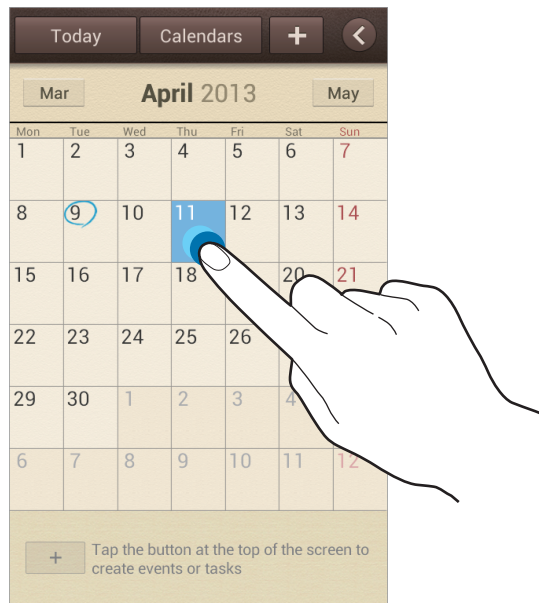 Today Calendars +
Mar April 2013 May
Mon Tue Wed Thu Fri Sat Sun
1 2 3 4 5 6 7
8 9 10 11 12 13 14
15 16 17 18 20 21
22 23 24 25 26
29 30 1 2 3 4
6 7 8 9 10 11 12
+ Tap the button at the top of the screen to
create events or tasks